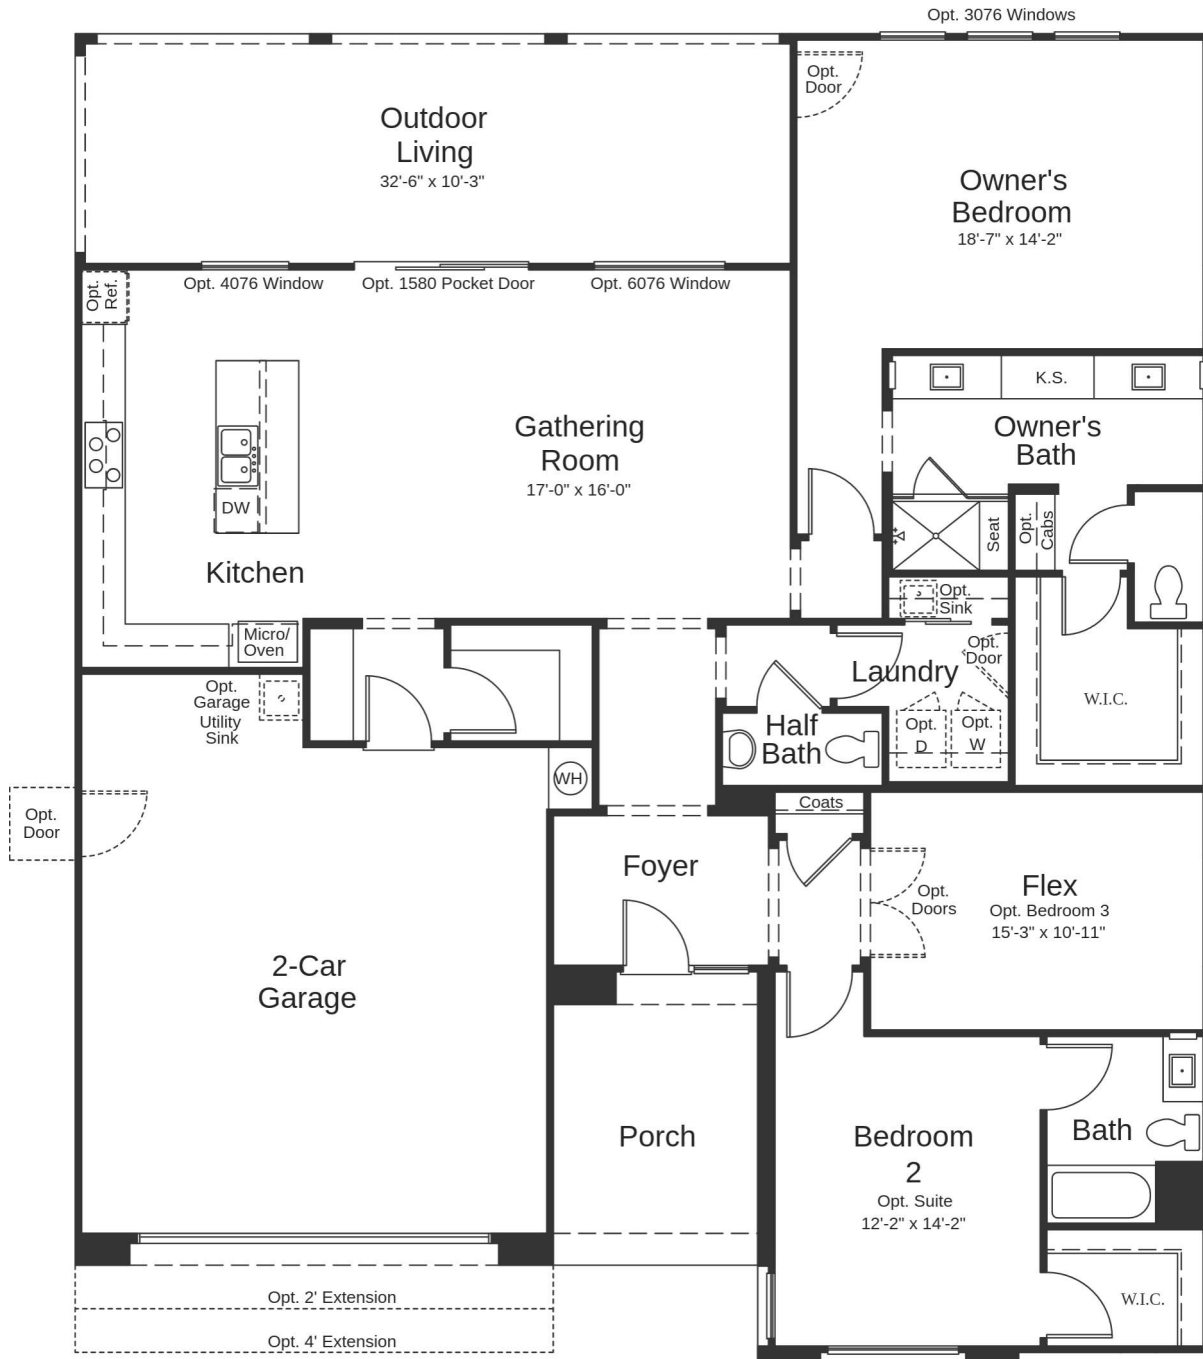 Opt. 3076 Windows
Opt.
Door
Outdoor
Living
32'-6" x 10'-3"
Owner's
Bedroom
18'-7" x 14'-2"
Opt. 4076 Window
Opt. 1580 Pocket Door
Opt. 6076 Window
Opt.
Ref.
K.S.
Owner's
Bath
Gathering
Room
17'-0" x 16'-0"
DW
Seat
Opt.
Cabs
Kitchen
Opt.
Sink
Micro/
Oven
Opt.
Door
Laundry
W.I.C.
Opt.
Garage
Utility
Sink
Half
Bath
Opt.
D
Opt.
W
WH
Coats
Opt.
Door
Foyer
Opt.
Doors
Flex
Opt. Bedroom 3
15'-3" x 10'-11"
2-Car
Garage
Porch
Bedroom
2
Opt. Suite
12'-2" x 14'-2"
Bath
W.I.C.
Opt. 2' Extension
Opt. 4' Extension